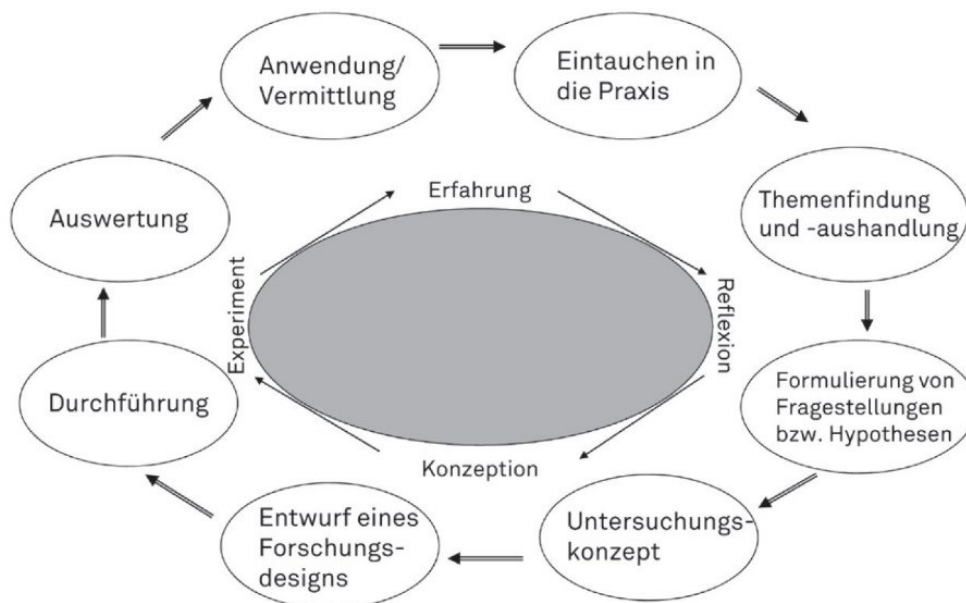 Anwendung/
Vermittlung
Eintauchen in
die Praxis
Themenfindung
und -aushandlung
Formulierung von
Fragestellungen
bzw. Hypothesen
Untersuchungs-
konzept
Entwurf eines
Forschungs-
designs
Durchführung
Auswertung
Erfahrung
Reflexion
Konzeption
Experiment